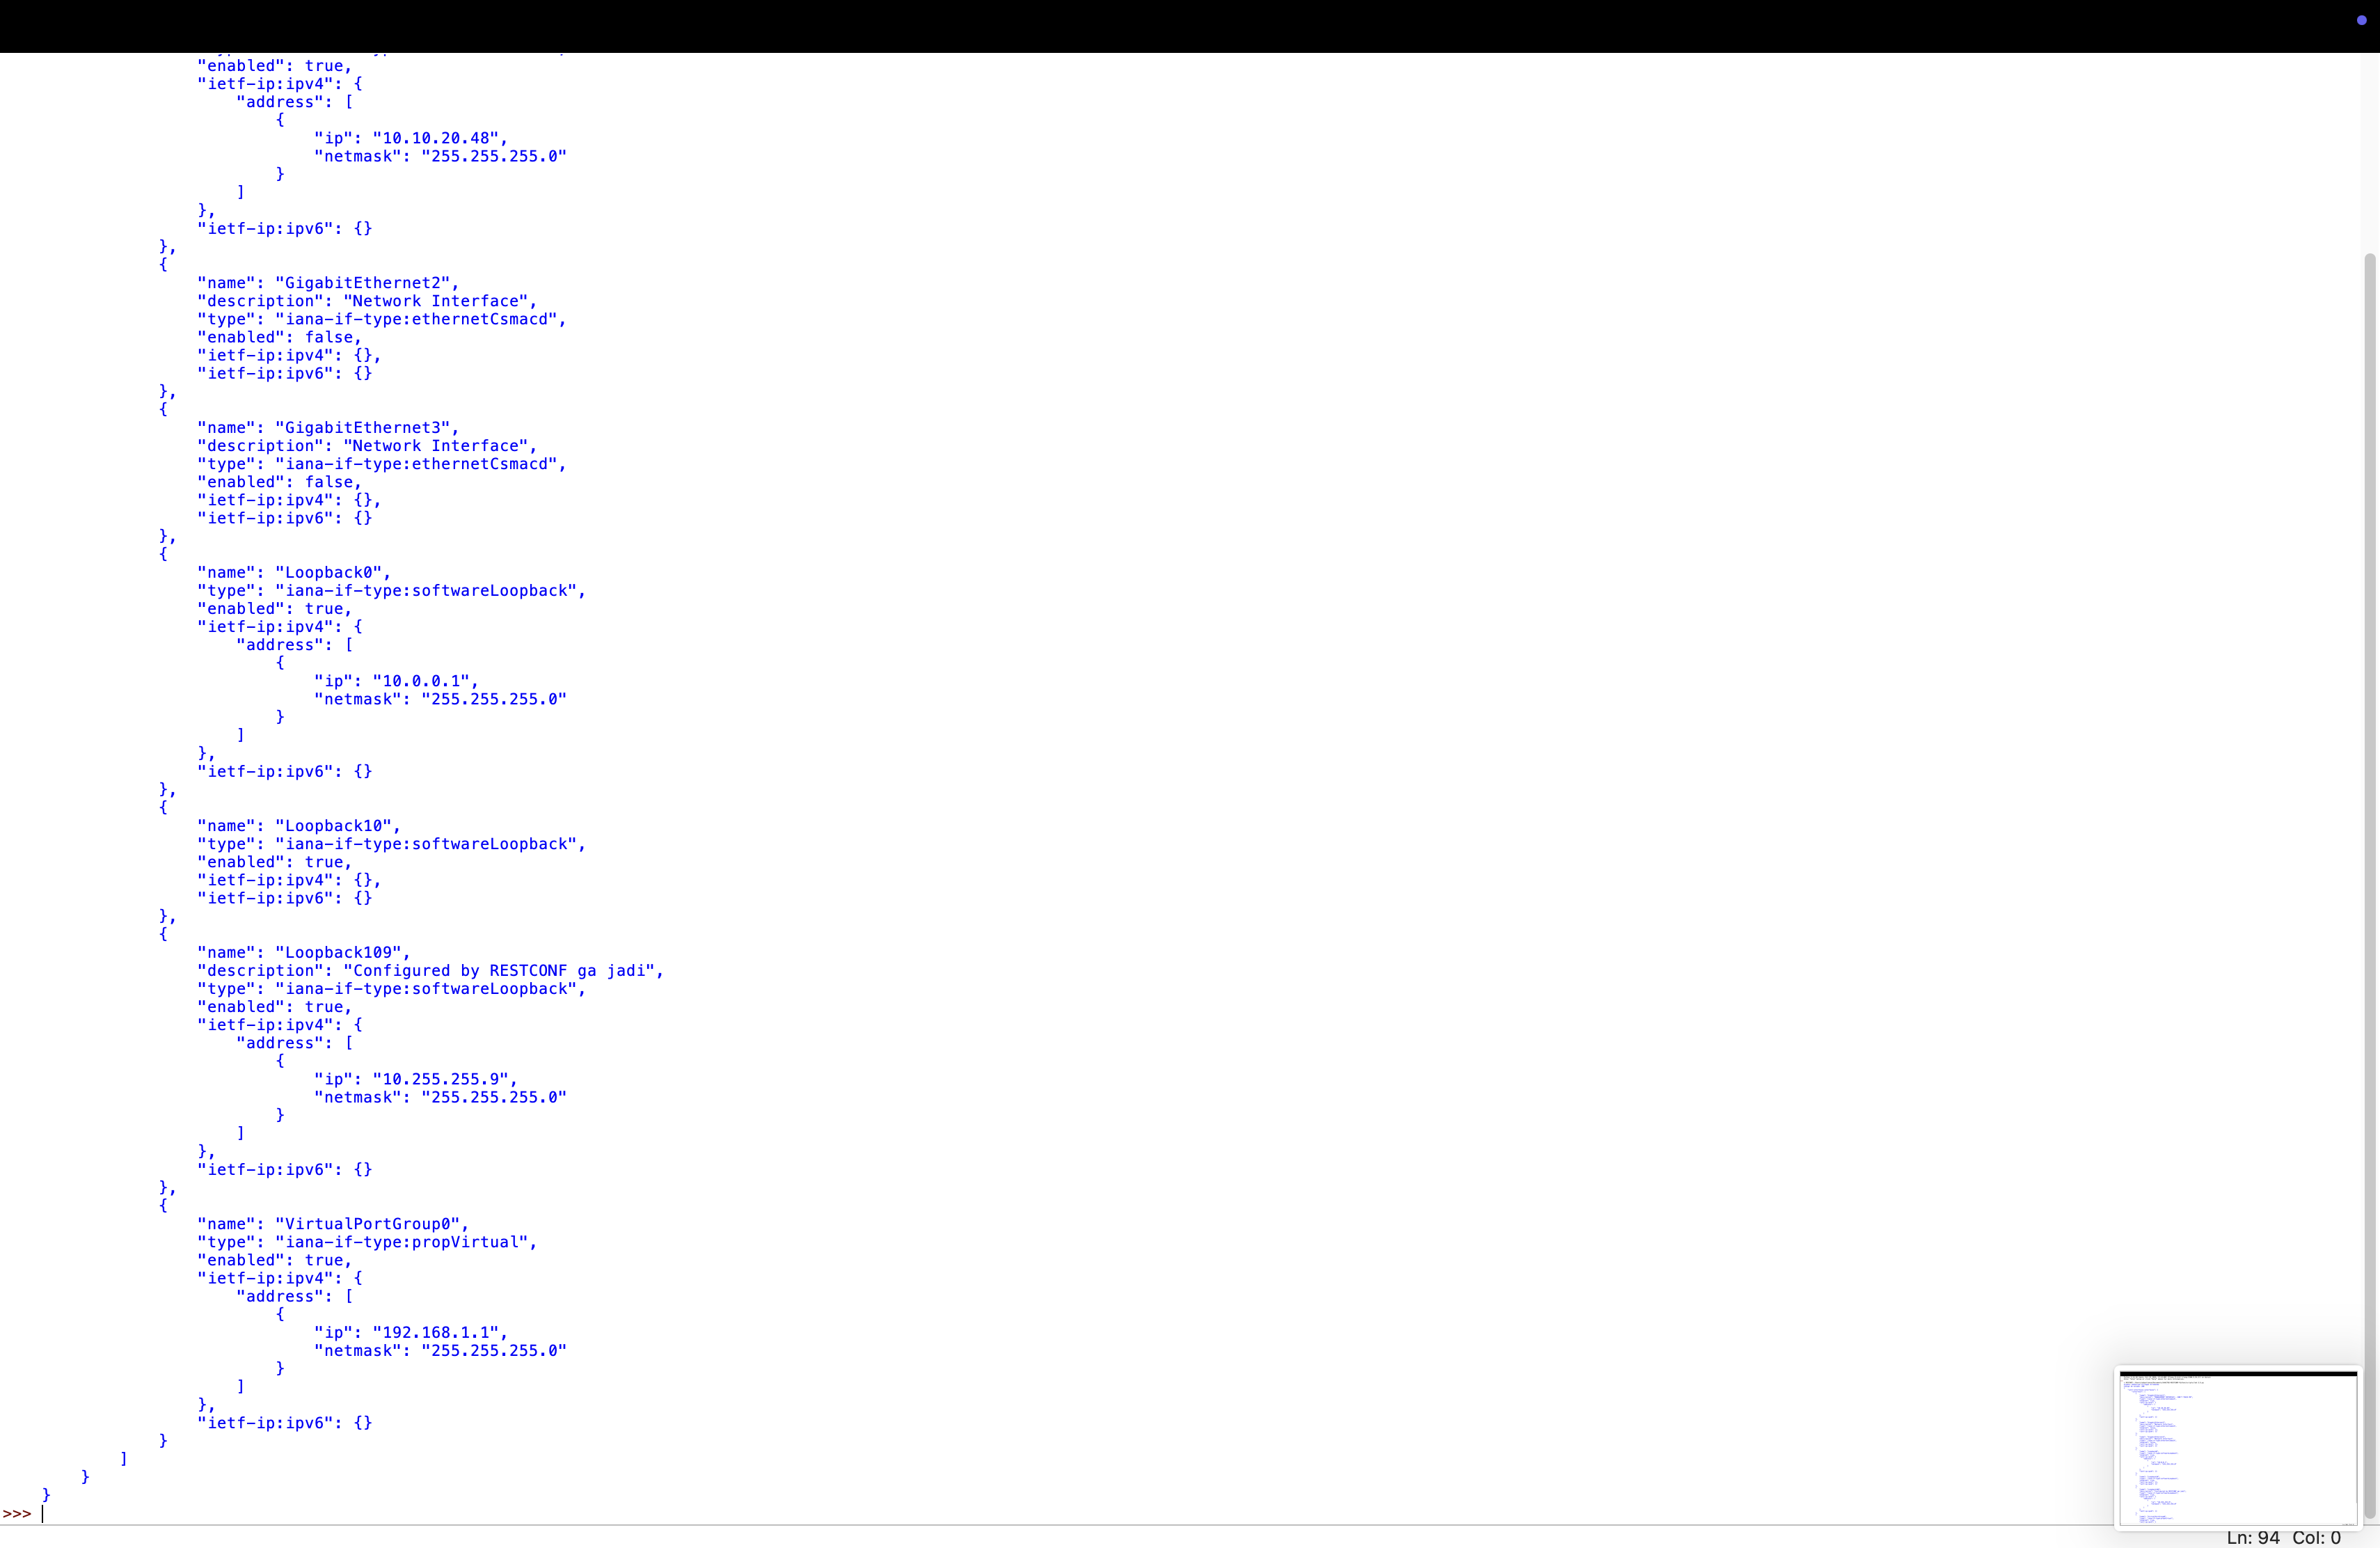 "enabled": true,
"ietf-ip:ipv4": {
"address": [
{
"ip": "10.10.20.48",
"netmask": "255.255.255.0"
}
]
},
"ietf-ip:ipv6": {}
},
{
"name": "GigabitEthernet2",
"description": "Network Interface",
"type": "iana-if-type:ethernetCsmacd",
"enabled": false,
"ietf-ip:ipv4": {},
"ietf-ip:ipv6": {}
},
{
"name": "GigabitEthernet3",
"description": "Network Interface",
"type": "iana-if-type:ethernetCsmacd",
"enabled": false,
"ietf-ip:ipv4": {},
"ietf-ip:ipv6": {}
},
{
"name": "Loopback0",
"type": "iana-if-type:softwareLoopback",
"enabled": true,
"ietf-ip:ipv4": {
"address": [
{
"ip": "10.0.0.1",
"netmask": "255.255.255.0"
}
]
},
"ietf-ip:ipv6": {}
},
{
"name": "Loopback10",
"type": "iana-if-type:softwareLoopback",
"enabled": true,
"ietf-ip:ipv4": {},
"ietf-ip:ipv6": {}
},
{
"name": "Loopback109",
"description": "Configured by RESTCONF ga jadi",
"type": "iana-if-type:softwareLoopback",
"enabled": true,
"ietf-ip:ipv4": {
"address": [
{
"ip": "10.255.255.9",
"netmask": "255.255.255.0"
}
]
},
"ietf-ip:ipv6": {}
},
{
"name": "VirtualPortGroup0",
"type": "iana-if-type:propVirtual",
"enabled": true,
"ietf-ip:ipv4": {
"address": [
{
"ip": "192.168.1.1",
"netmask": "255.255.255.0"
}
]
},
"ietf-ip:ipv6": {}
}
]
}
}
>>>
Ln: 94 Col: 0